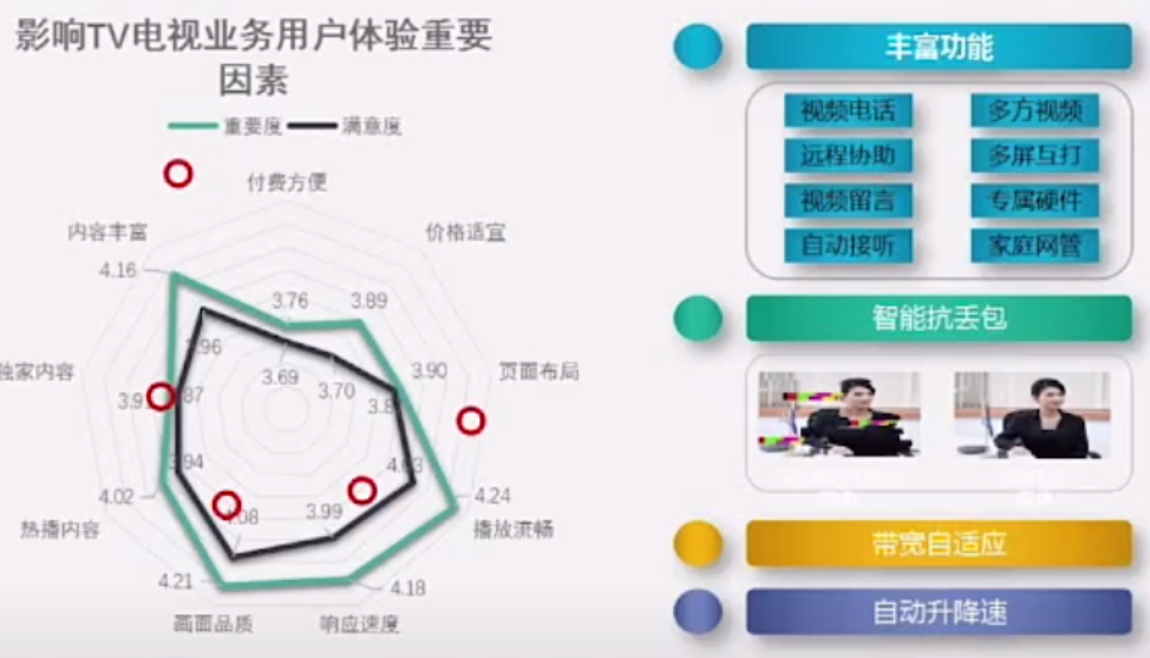 影响TV电视业务用户体验重要
因素
重要度
满意度
付费方便
内容丰富
价格适宜
4.16
3.76
3.89
独家内容
3.69
3.70
3.90
页面布局
4.02
3.99
4.24
热播内容
播放流畅
4.21
4.18
画面品质
响应速度
丰富功能
视频电话
多方视频
远程协助
多屏互打
视频留言
专属硬件
自动接听
家庭网管
智能抗丢包
带宽自适应
自动升降速